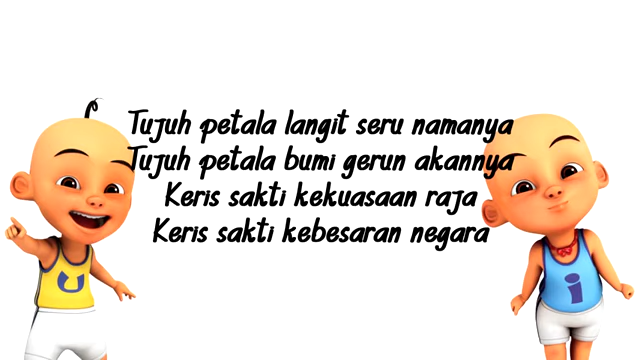 Tujuh petala langit seru namanya
Tujuh petala bumi gerun akannya
Keris sakti kekuasaan raja
Keris sakti kebesaran negara
U
i